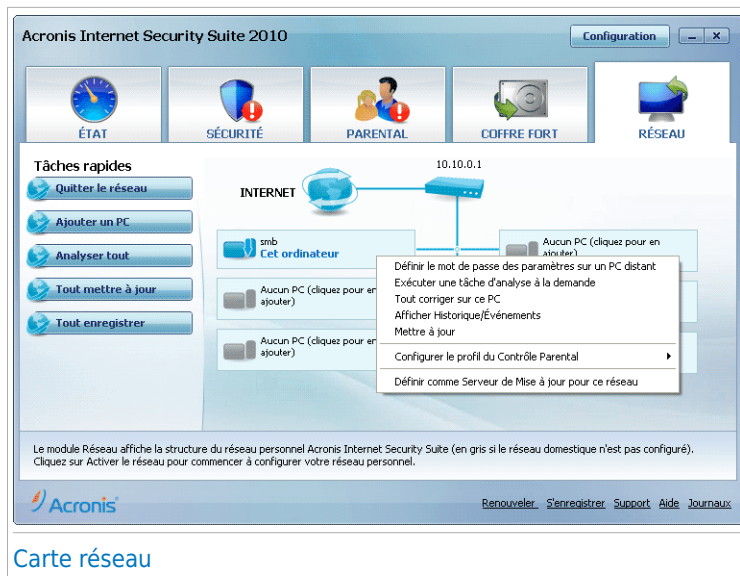 Acronis Internet Security Suite 2010
Configuration
ÉTAT
SÉCURITÉ
PARENTAL
COFFRE FORT
RÉSEAU
Tâches rapides
Quitter le réseau
Ajouter un PC
Analyser tout
Tout mettre à jour
Tout enregistrer
10.10.0.1
INTERNET
smb
Cet ordinateur
Aucun PC (cliquez pour en
ajouter)
Aucun PC (cliquez pour en
ajouter)
Aucun PC (cliquez pour en
ajouter)
Définir le mot de passe des paramètres sur un PC distant
Exécuter une tâche d'analyse à la demande
Tout corriger sur ce PC
Afficher Historique/Événements
Mettre à jour
Configurer le profil du Contrôle Parental
Définir comme Serveur de Mise à jour pour ce réseau
Le module Réseau affiche la structure du réseau personnel Acronis Internet Security Suite (en gris si le réseau domestique n'est pas configuré).
Cliquez sur Activer le réseau pour commencer à configurer votre réseau personnel.
Acronis
Renouveler S'enregistrer Support Aide Journaux
Carte réseau